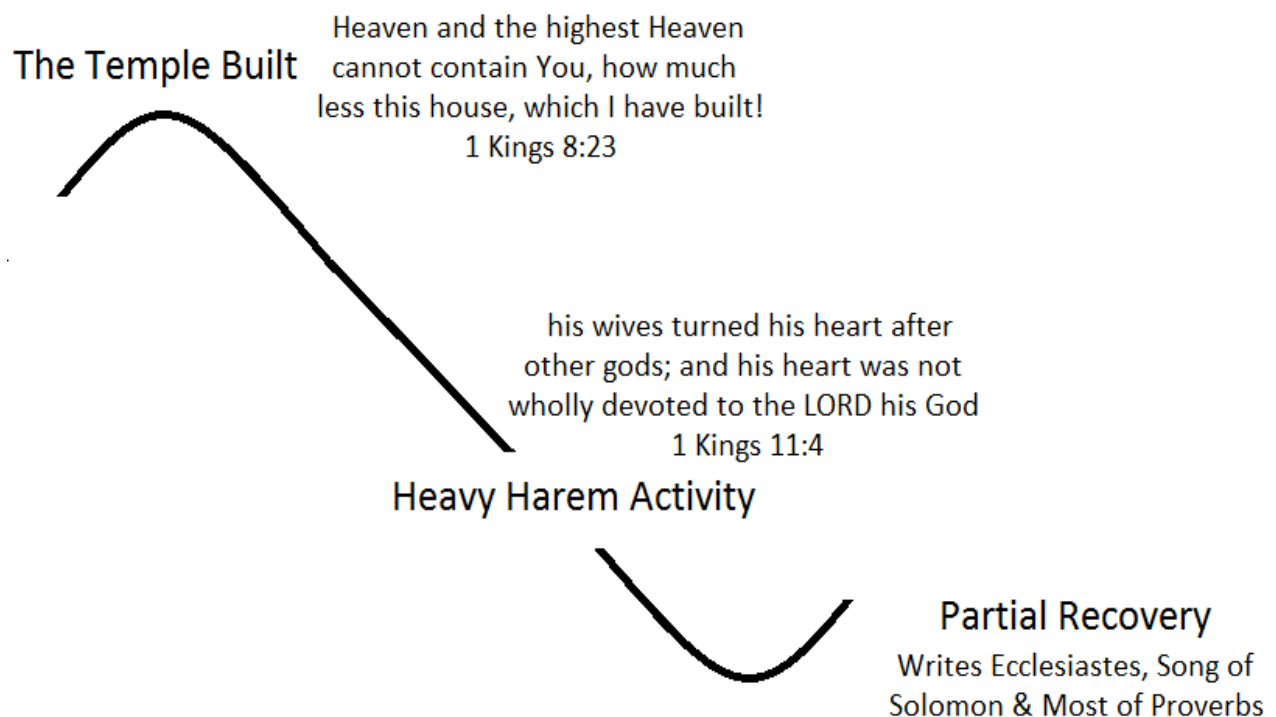 The Temple Built
Heaven and the highest Heaven
cannot contain You, how much
less this house, which I have built!
1 Kings 8:23
his wives turned his heart after
other gods; and his heart was not
wholly devoted to the LORD his God
1 Kings 11:4
Heavy Harem Activity
Partial Recovery
Writes Ecclesiastes, Song of
Solomon & Most of Proverbs